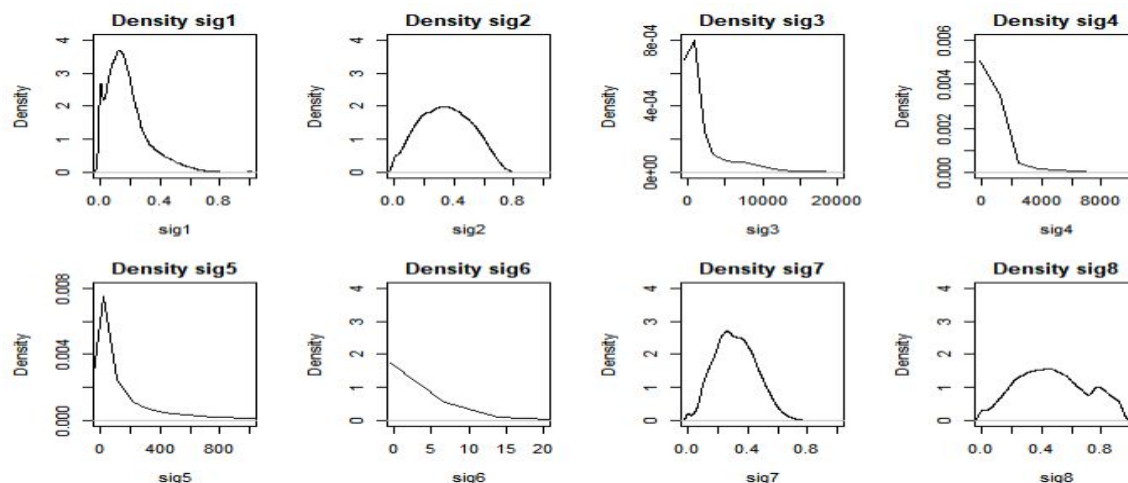 Density sig1
Density
4
3
2
1
0
0.0 0.4 0.8
sig1
Density sig2
Density
4
3
2
1
0
0.0 0.4 0.8
sig2
Density sig3
Density
8e-04
4e-04
0e+00
0 10000 20000
sig3
Density sig4
Density
0.006
0.004
0.002
0.000
0 4000 8000
sig4
Density sig5
Density
0.008
0.004
0.000
0 400 800
sig5
Density sig6
Density
4
3
2
1
0
0 5 10 15 20
sig6
Density sig7
Density
4
3
2
1
0
0.0 0.4 0.8
sig7
Density sig8
Density
4
3
2
1
0
0.0 0.4 0.8
sig8